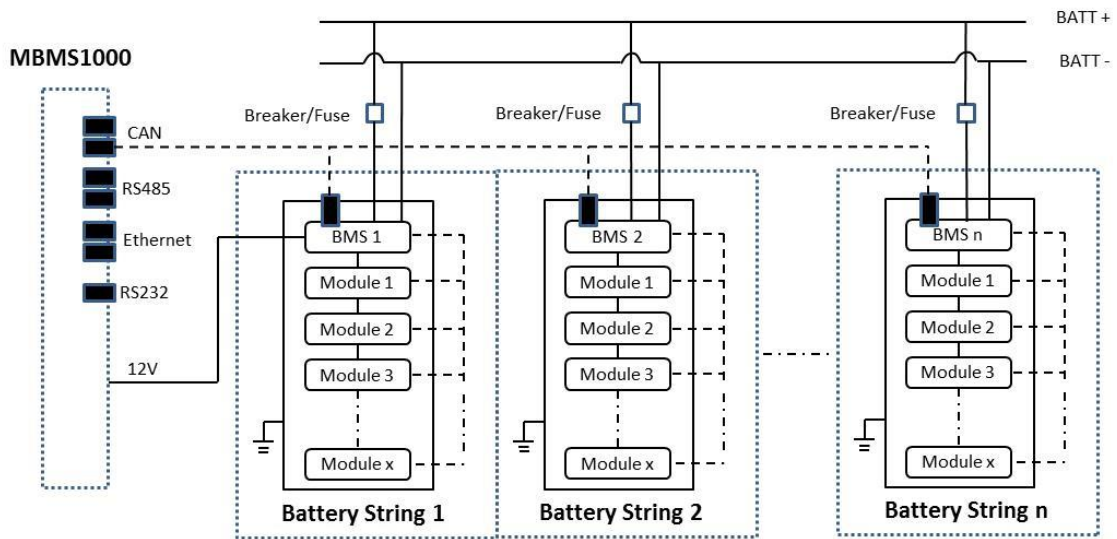 BATT +
MBMS1000
BATT -
Breaker/Fuse
Breaker/Fuse
Breaker/Fuse
CAN
RS485
Ethernet
RS232
12V
BMS 1
Module 1
Module 2
Module 3
Module x
Battery String 1
BMS 2
Module 1
Module 2
Module 3
Module x
Battery String 2
BMS n
Module 1
Module 2
Module 3
Module x
Battery String n